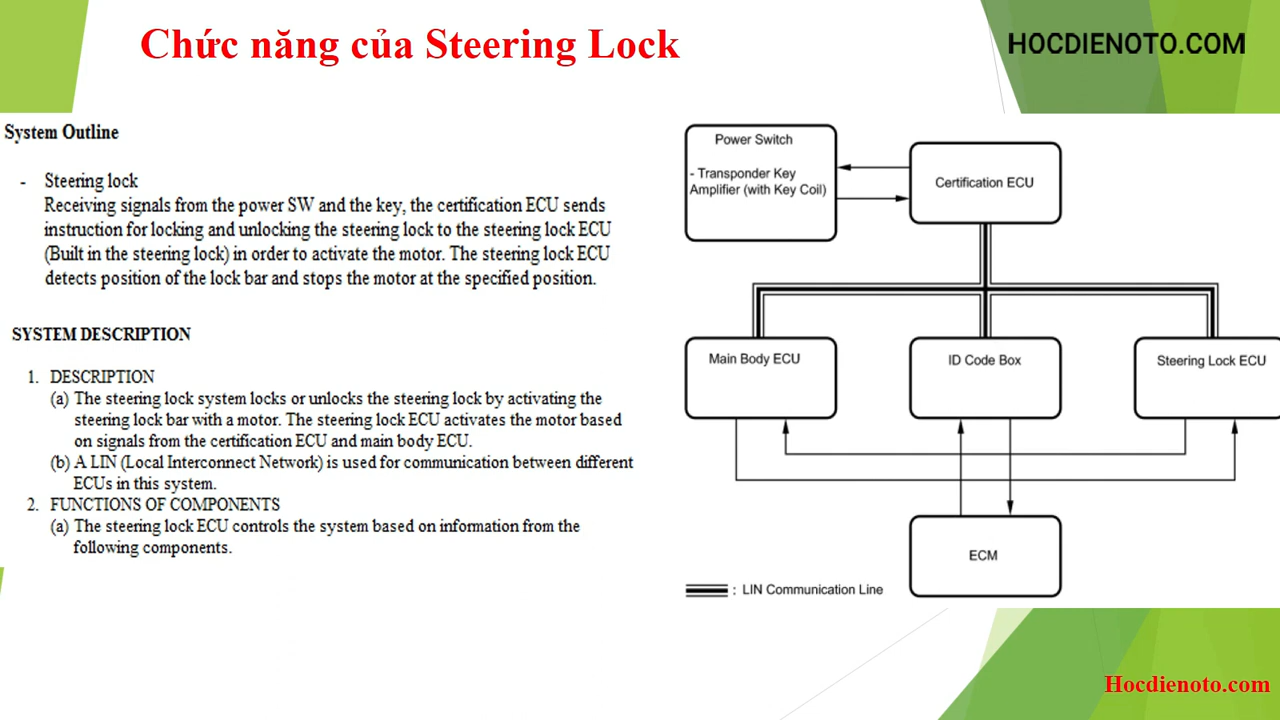 Chức năng của Steering Lock
HOCDIENOTO.COM
System Outline
- Steering lock
Receiving signals from the power SW and the key, the certification ECU sends
instruction for locking and unlocking the steering lock to the steering lock ECU
(Built in the steering lock) in order to activate the motor. The steering lock ECU
detects position of the lock bar and stops the motor at the specified position.
SYSTEM DESCRIPTION
1. DESCRIPTION
(a) The steering lock system locks or unlocks the steering lock by activating the
steering lock bar with a motor. The steering lock ECU activates the motor based
on signals from the certification ECU and main body ECU.
(b) A LIN (Local Interconnect Network) is used for communication between different
ECUs in this system.
2. FUNCTIONS OF COMPONENTS
(a) The steering lock ECU controls the system based on information from the
following components.
Power Switch
- Transponder Key
Amplifier (with Key Coil)
Certification ECU
Main Body ECU
ID Code Box
Steering Lock ECU
ECM
: LIN Communication Line
Hocdienoto.com